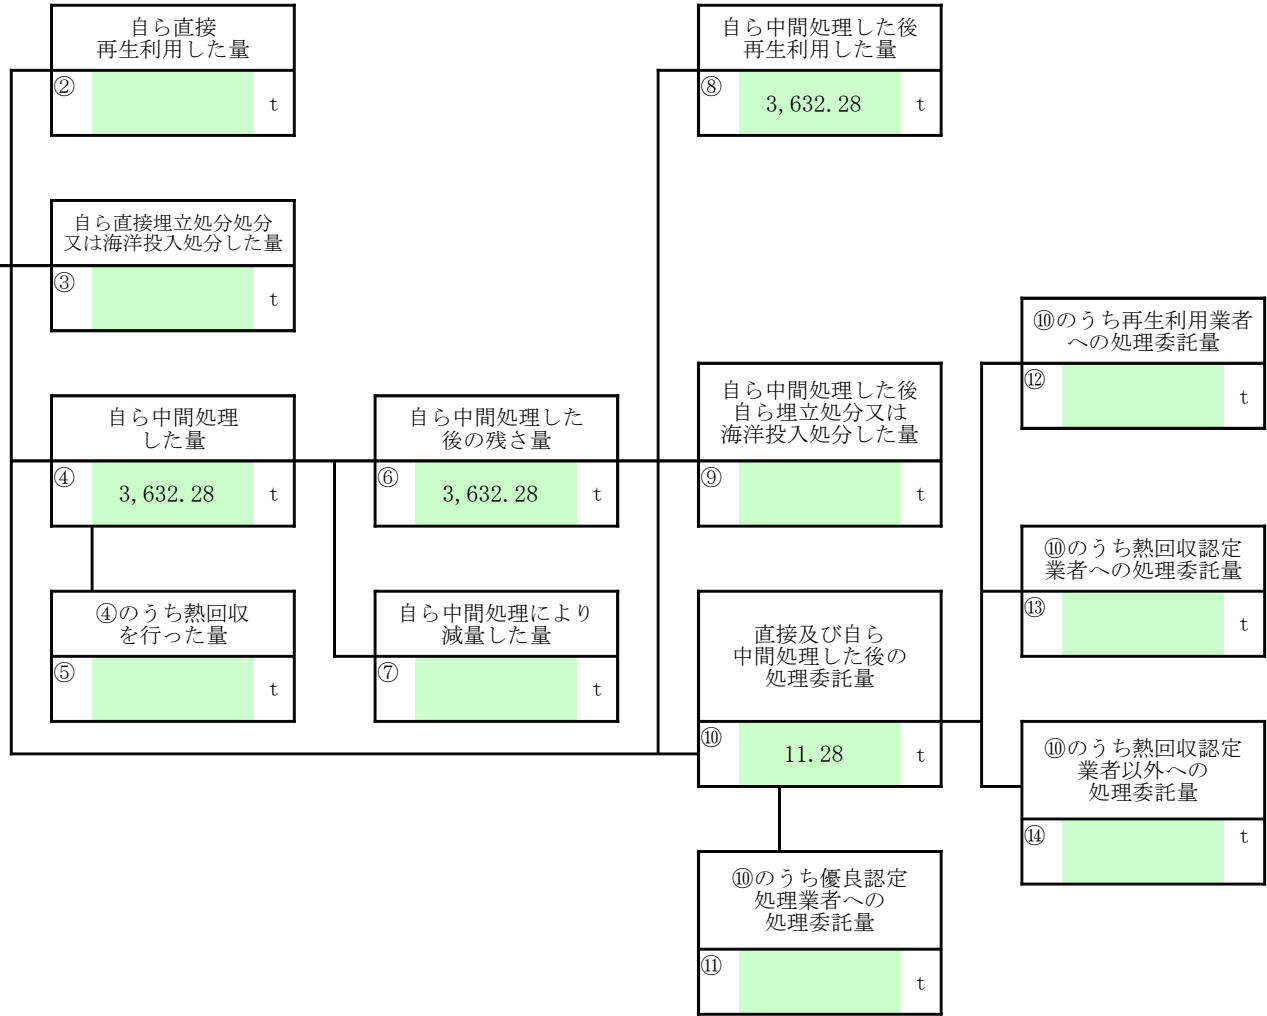 自ら直接
再生利用した量
②
t
自ら中間処理した後
再生利用した量
⑧
3,632.28
t
自ら直接埋立処分処分
又は海洋投入処分した量
③
t
⑩のうち再生利用業者
への処理委託量
⑫
t
自ら中間処理
した量
④
3,632.28
t
自ら中間処理した
後の残さ量
⑥
3,632.28
t
自ら中間処理した後
自ら埋立処分又は
海洋投入処分した量
⑨
t
⑩のうち熱回収認定
業者への処理委託量
⑬
t
④のうち熱回収
を行った量
⑤
t
自ら中間処理により
減量した量
⑦
t
直接及び自ら
中間処理した後の
処理委託量
⑩
11.28
t
⑩のうち熱回収認定
業者以外への
処理委託量
⑭
t
⑩のうち優良認定
処理業者への
処理委託量
⑪
t